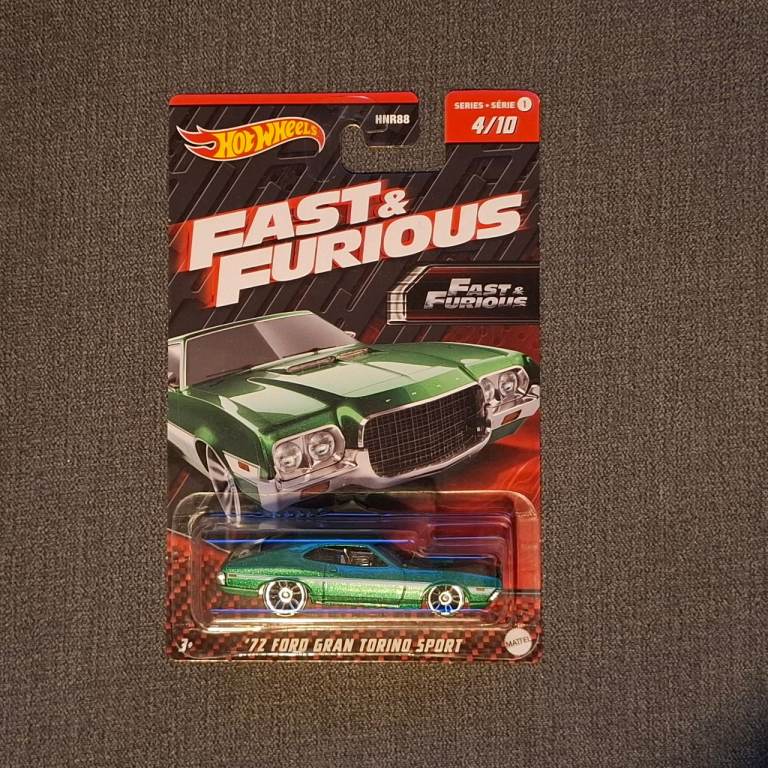 HOT WHEELS
HNR88
SERIES • SÉRIE 1
4/10
FAST &
FURIOUS
FAST &
FURIOUS
3+
'72 FORD GRAN TORINO SPORT
MATTEL